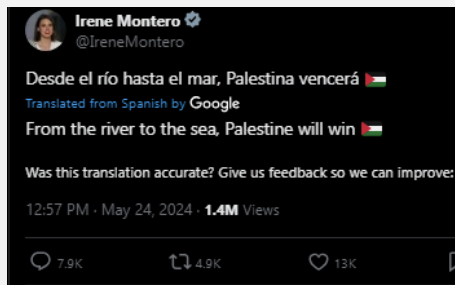 Irene Montero
@IreneMontero
Desde el río hasta el mar, Palestina vencerá 🇵🇸
Translated from Spanish by Google
From the river to the sea, Palestine will win 🇵🇸
Was this translation accurate? Give us feedback so we can improve:
12:57 PM · May 24, 2024 · 1.4M Views
7.9K 4.9K 13K